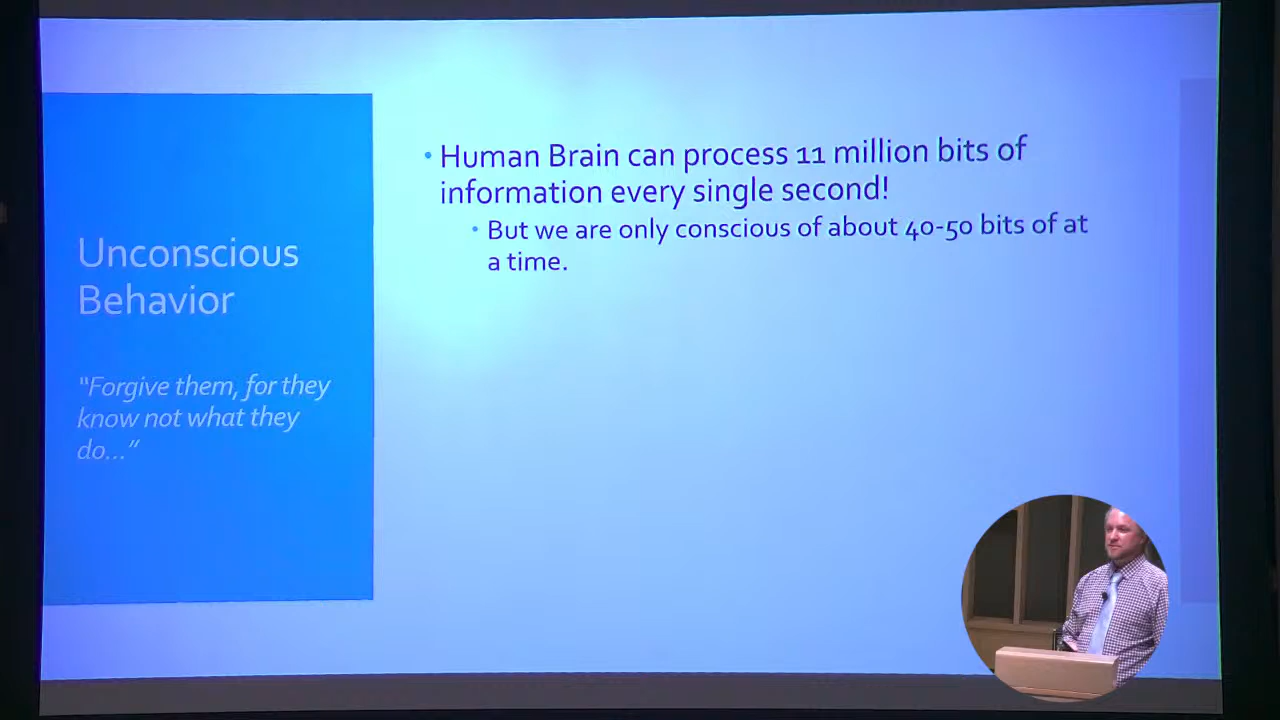 Unconscious
Behavior
"Forgive them, for they
know not what they
do..."
• Human Brain can process 11 million bits of
information every single second!
• But we are only conscious of about 40-50 bits of at
a time.